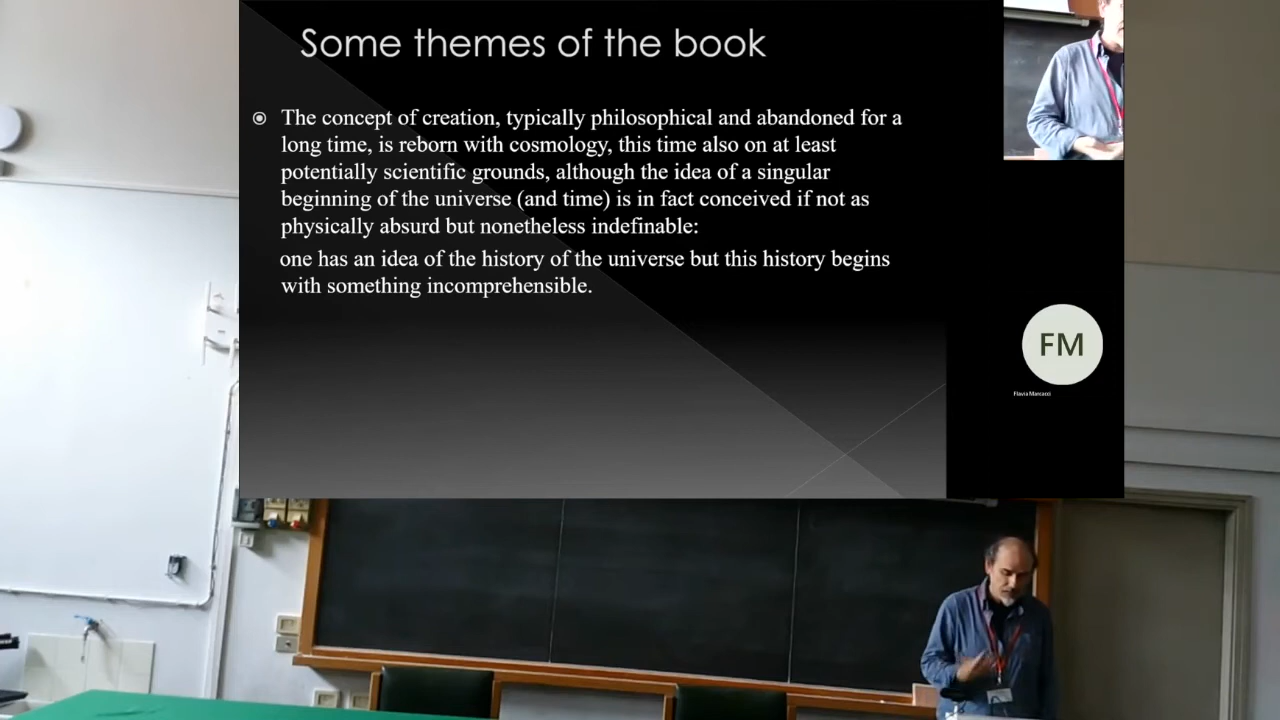 Some themes of the book
The concept of creation, typically philosophical and abandoned for a
long time, is reborn with cosmology, this time also on at least
potentially scientific grounds, although the idea of a singular
beginning of the universe (and time) is in fact conceived if not as
physically absurd but nonetheless indefinable:
one has an idea of the history of the universe but this history begins
with something incomprehensible.
FM
Flavia Marcacci